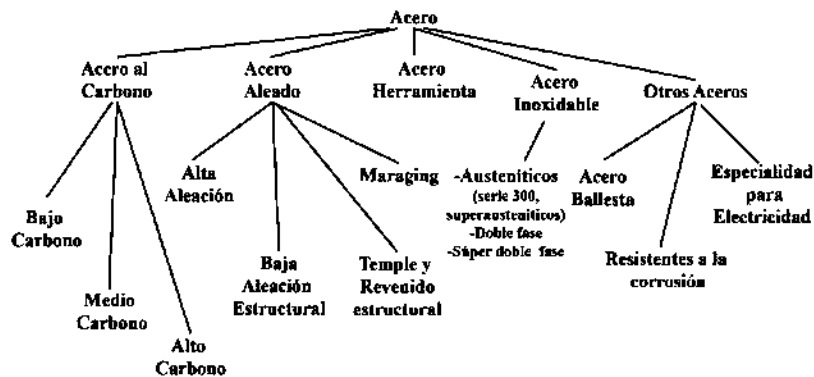 Acero
Acero al
Carbono
Acero
Aleado
Acero
Herramienta
Acero
Inoxidable
Otros Aceros
Bajo
Carbono
Medio
Carbono
Alto
Carbono
Alta
Aleación
Baja
Aleación
Estructural
Temple y
Revenido
estructural
Maraging
-Austeníticos
(serie 300,
superausteníticos)
-Doble fase
-Súper doble fase
Acero
Ballesta
Resistentes a la
corrosión
Especialidad
para
Electricidad